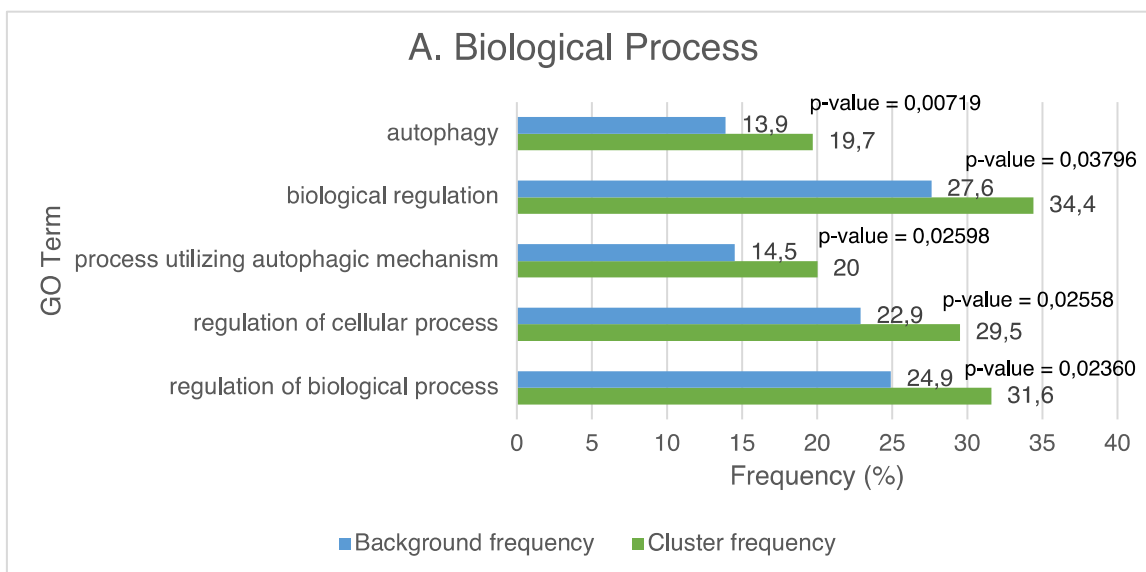 A. Biological Process
p-value = 0,00719
autophagy
13,9
19,7
p-value = 0,03796
biological regulation
27,6
34,4
p-value = 0,02598
process utilizing autophagic mechanism
14,5
20
p-value = 0,02558
regulation of cellular process
22,9
29,5
p-value = 0,02360
regulation of biological process
24,9
31,6
GO Term
0 5 10 15 20 25 30 35 40
Frequency (%)
Background frequency Cluster frequency